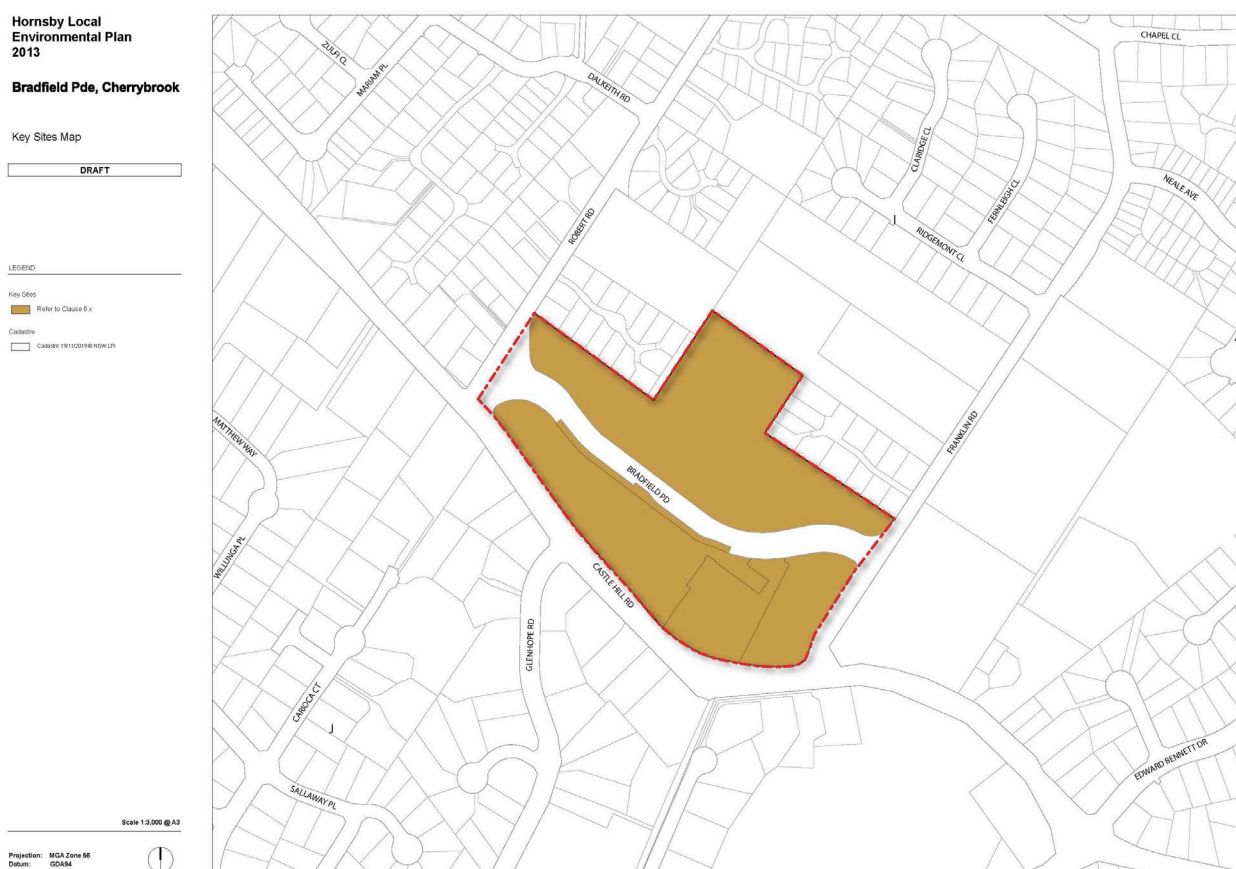 Hornsby Local
Environmental Plan
2013
Bradfield Pde, Cherrybrook
Key Sites Map
DRAFT
LEGEND
Key Sites
Refer to Clause 6.x
Cadastre
Cadastre 19/11/2019 © NSW LPI
Scale 1:3,000 @ A3
Projection: MGA Zone 56
Datum: GDA94
ZULFI CL
MARIAM PL
DALKEITH RD
ROBERT RD
CHAPEL CL
CLARIDGE CL
FERNLEIGH CL
NEALE AVE
RIDGEMONT CL
FRANKLIN RD
MATTHEW WAY
WILLUNGA PL
BRADFIELD PD
CASTLE HILL RD
GLENHOPE RD
CARIOCA CT
SALLAWAY PL
EDWARD BENNETT DR